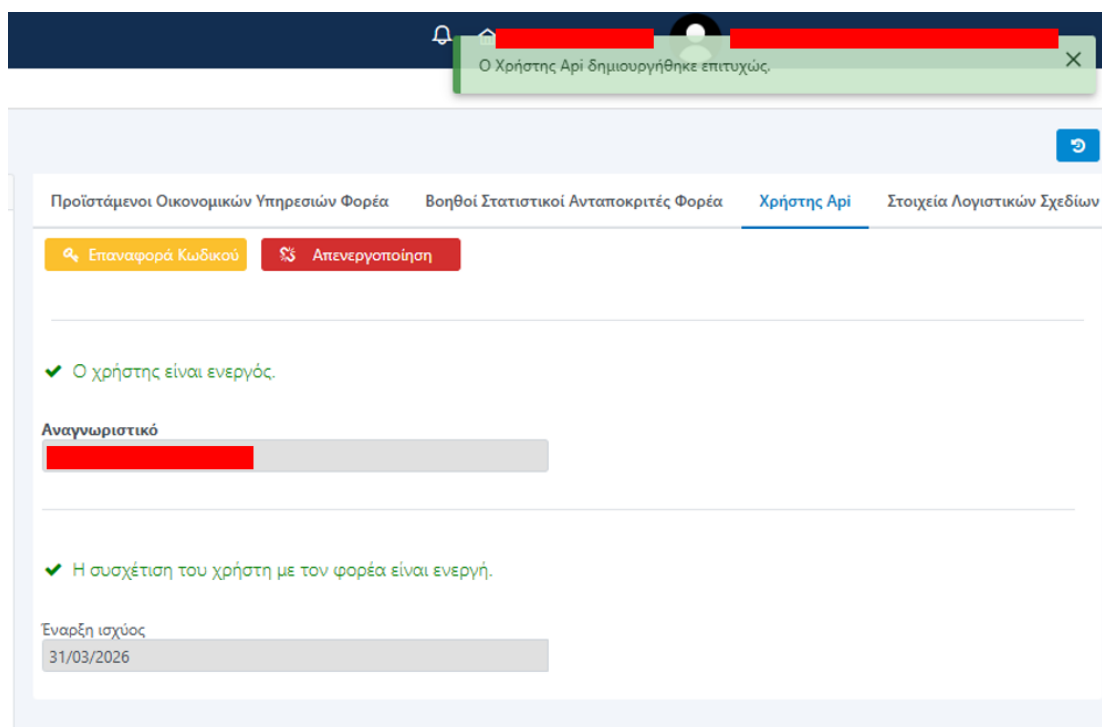 Ο Χρήστης Api δημιουργήθηκε επιτυχώς.
Προϊστάμενοι Οικονομικών Υπηρεσιών Φορέα Βοηθοί Στατιστικοί Ανταποκριτές Φορέα Χρήστης Api Στοιχεία Λογιστικών Σχεδίων
Επαναφορά Κωδικού Απενεργοποίηση
Ο χρήστης είναι ενεργός.
Αναγνωριστικό
Η συσχέτιση του χρήστη με τον φορέα είναι ενεργή.
Έναρξη ισχύος
31/03/2026